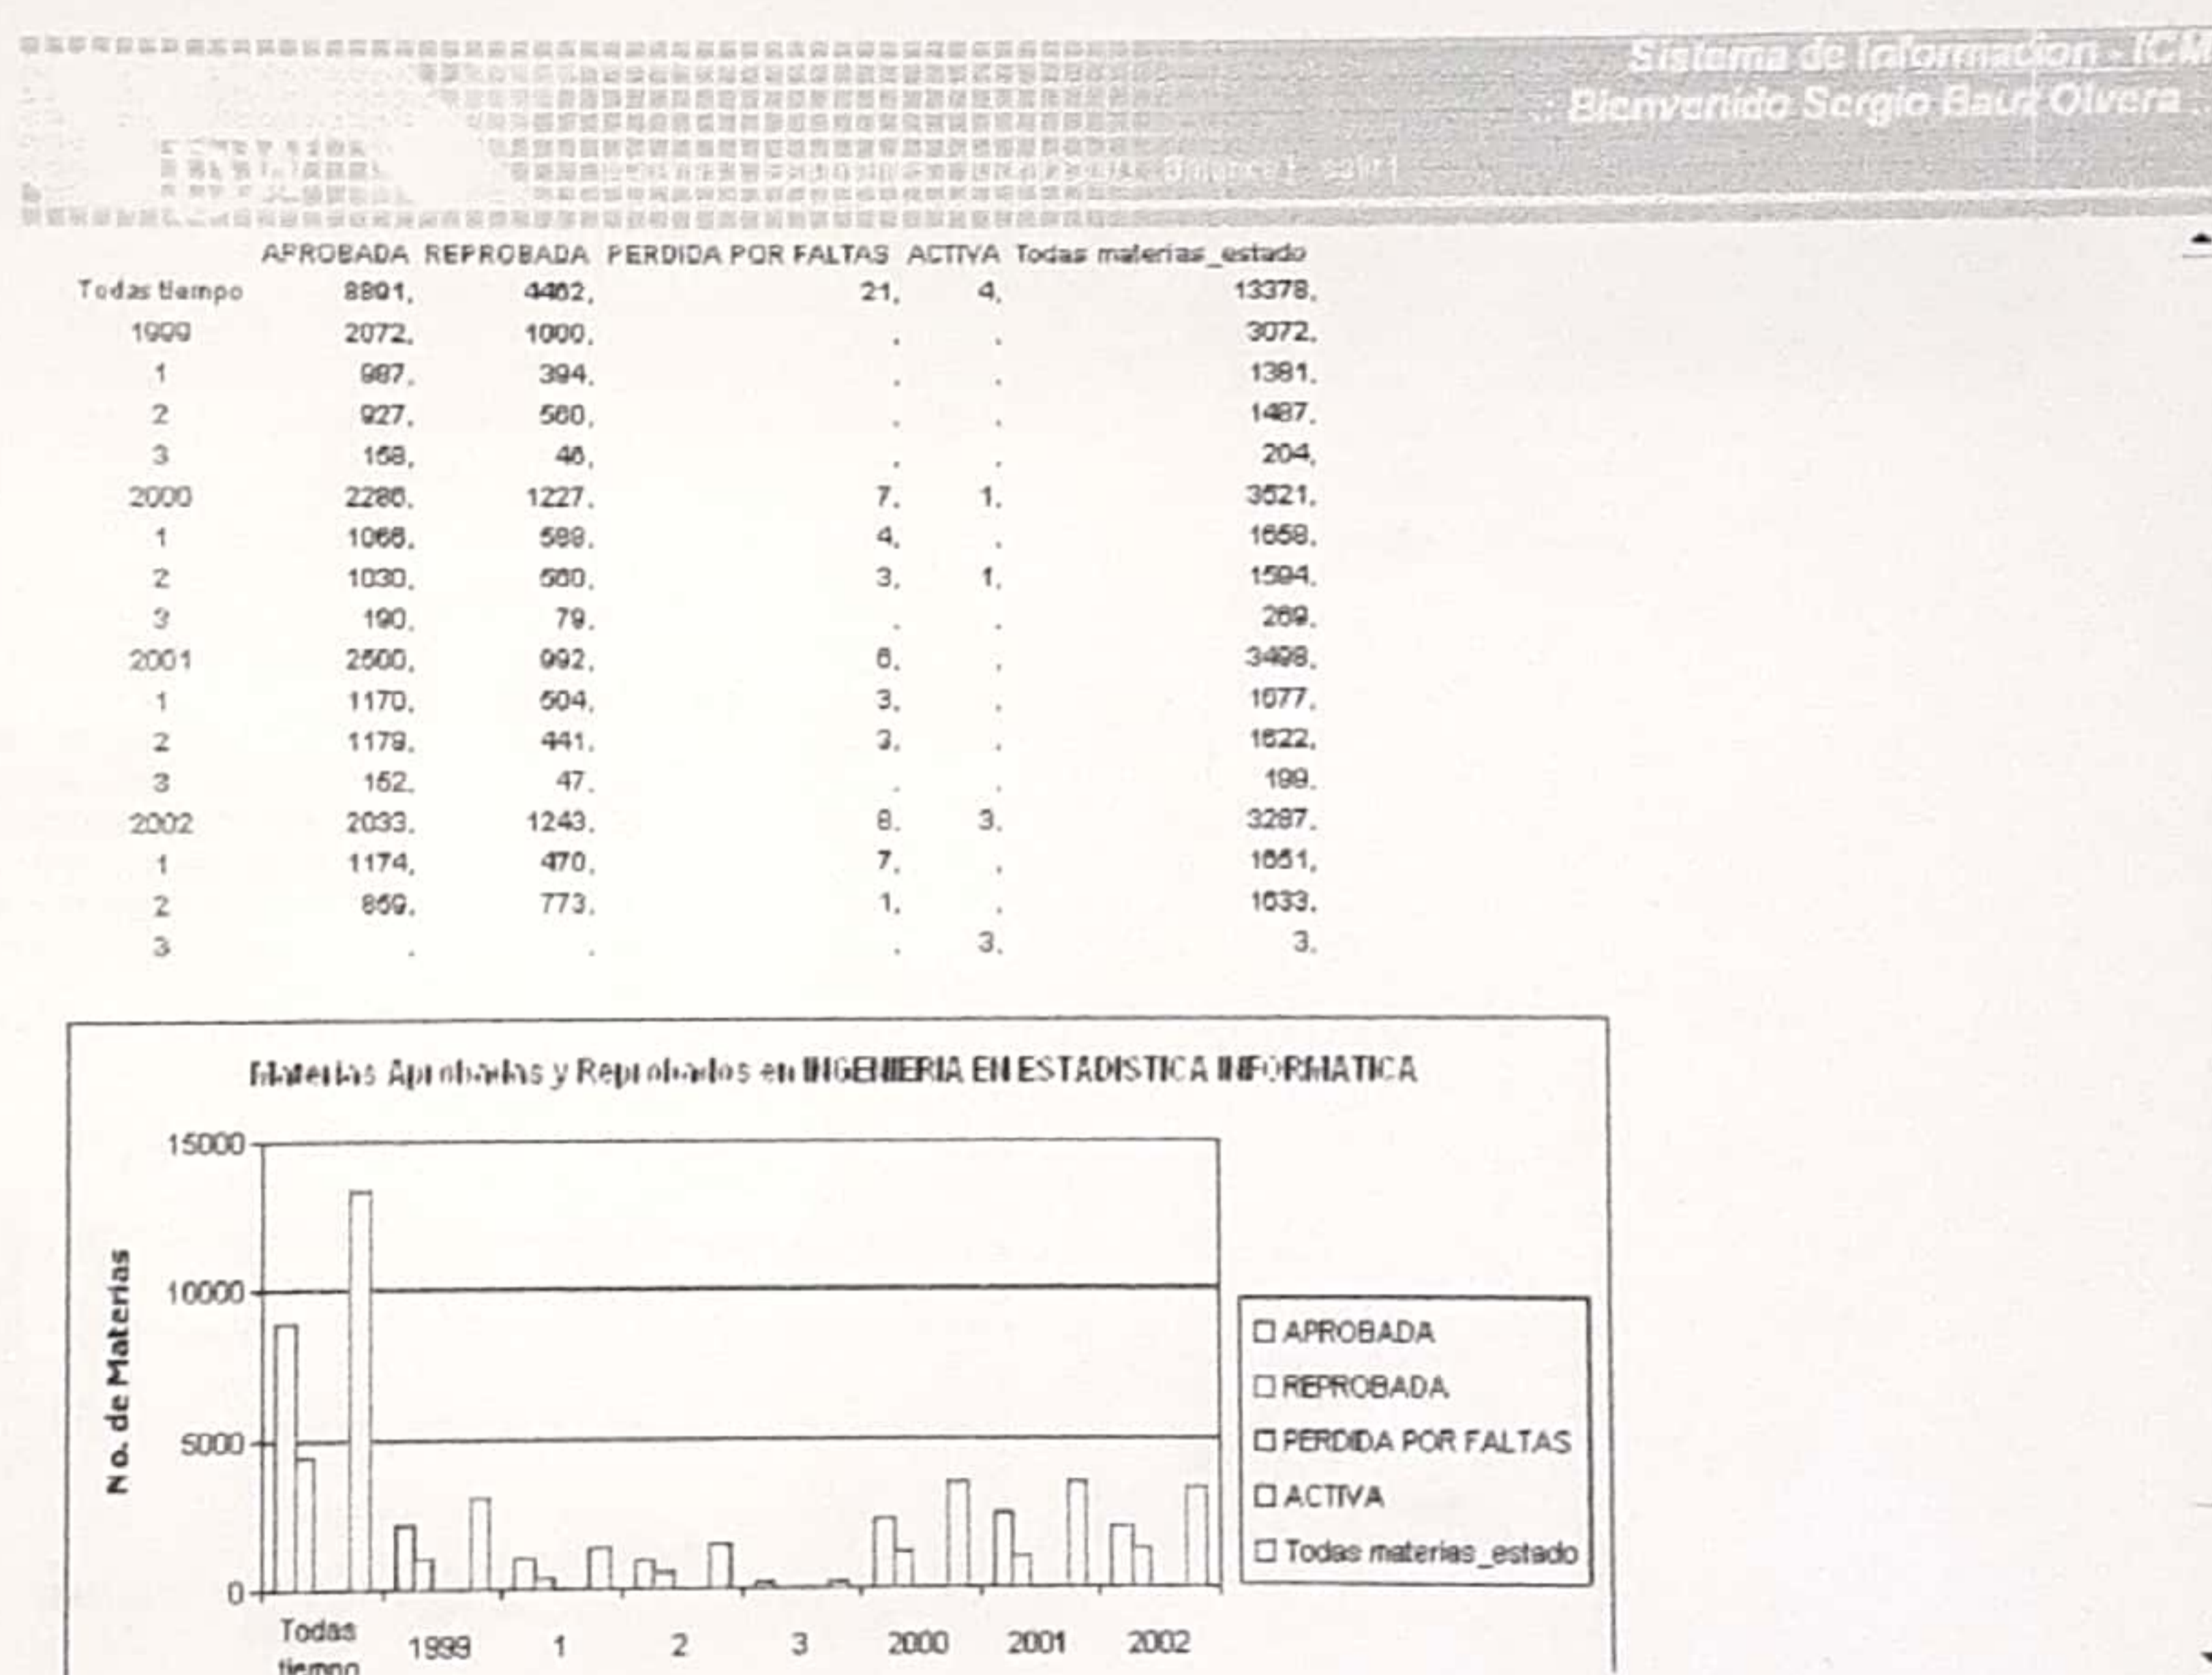 Sistema de Informacion - ICM
.: Bienvenido Sergio Bauz Olvera .
APROBADA REPROBADA PERDIDA POR FALTAS ACTIVA Todas materias_estado
Todas tiempo 8891, 4462, 21, 4, 13378,
1999 2072, 1000, , , 3072,
1 987, 394, , , 1381,
2 927, 560, , , 1487,
3 158, 46, , , 204,
2000 2286, 1227, 7, 1, 3521,
1 1066, 588, 4, , 1658,
2 1030, 560, 3, 1, 1594,
3 190, 79, , , 269,
2001 2500, 992, 6, , 3498,
1 1170, 504, 3, , 1677,
2 1178, 441, 3, , 1622,
3 152, 47, , , 199,
2002 2033, 1243, 8, 3, 3287,
1 1174, 470, 7, , 1651,
2 859, 773, 1, , 1633,
3 , , , 3, 3,
Materias Aprobadas y Reprobados en INGENIERIA EN ESTADISTICA INFORMATICA
No. de Materias
15000
10000
5000
0
Todas tiempo 1999 1 2 3 2000 2001 2002
APROBADA
REPROBADA
PERDIDA POR FALTAS
ACTIVA
Todas materias_estado